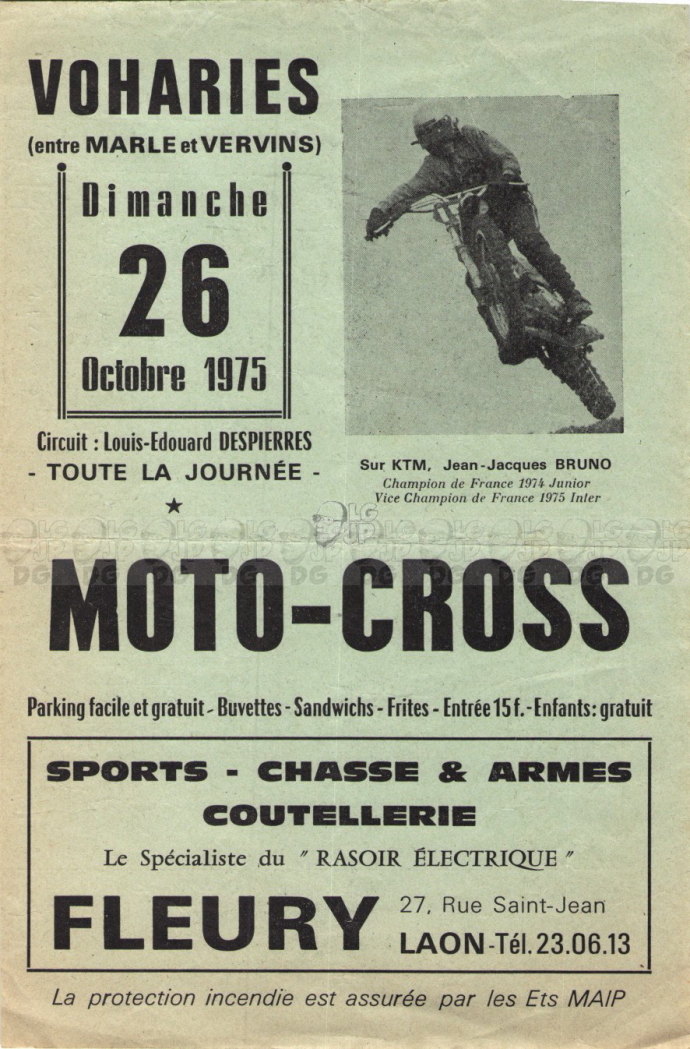 VOHARIES
(entre MARLE et VERVINS)
Dimanche
26
Octobre 1975
Circuit : Louis-Edouard DESPIERRES
- TOUTE LA JOURNÉE -
Sur KTM, Jean-Jacques BRUNO
Champion de France 1974 Junior
Vice Champion de France 1975 Inter
MOTO-CROSS
Parking facile et gratuit - Buvettes - Sandwichs - Frites - Entrée 15 f. - Enfants : gratuit
SPORTS - CHASSE & ARMES
COUTELLERIE
Le Spécialiste du " RASOIR ÉLECTRIQUE "
FLEURY
27, Rue Saint-Jean
LAON - Tél. 23.06.13
La protection incendie est assurée par les Ets MAIP